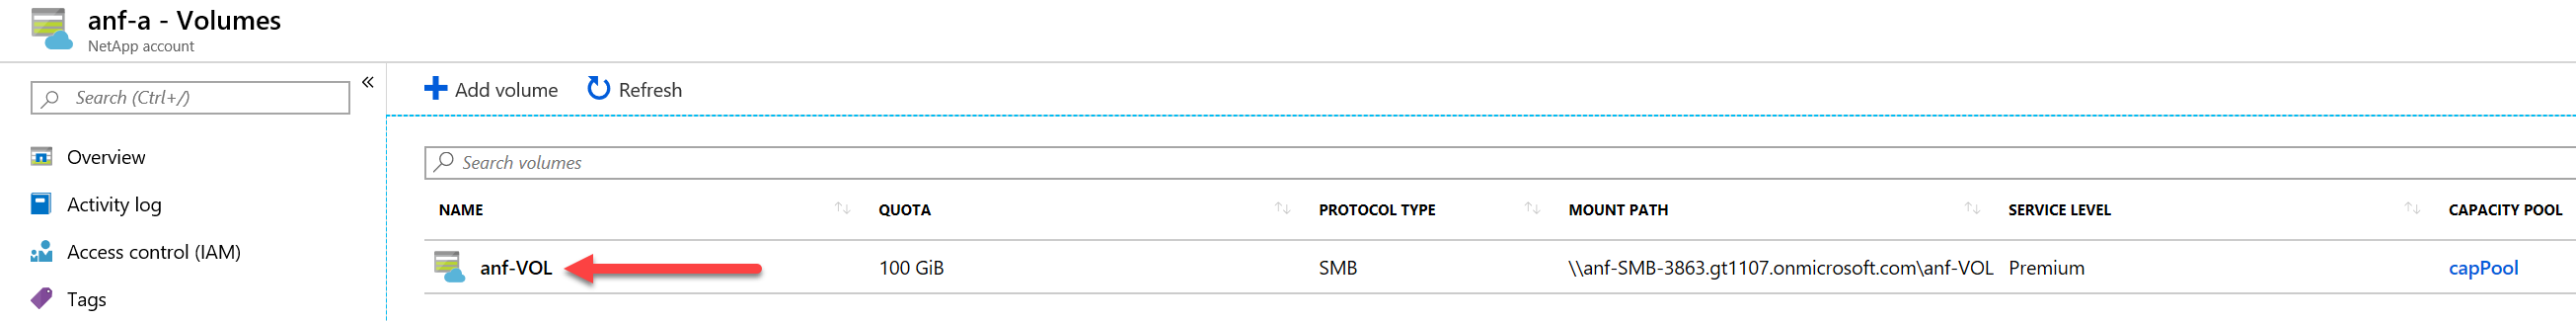 anf-a - Volumes
NetApp account
Search (Ctrl+/)
«
Add volume Refresh
Overview
Activity log
Access control (IAM)
Tags
Search volumes
NAME QUOTA PROTOCOL TYPE MOUNT PATH SERVICE LEVEL CAPACITY POOL
anf-VOL 100 GiB SMB \\anf-SMB-3863.gt1107.onmicrosoft.com\anf-VOL Premium capPool